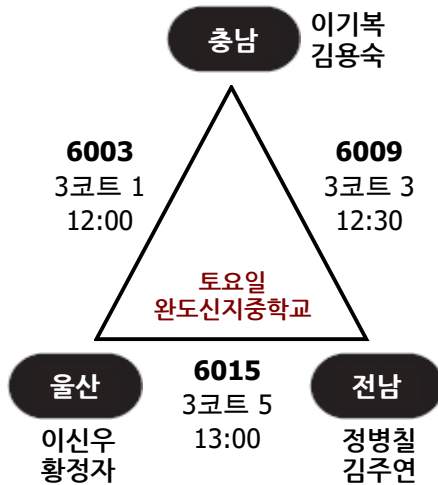 충남
이기복
김용숙
6003
3코트 1
12:00
6009
3코트 3
12:30
토요일
완도신지중학교
울산
이신우
황정자
6015
3코트 5
13:00
전남
정병칠
김주연